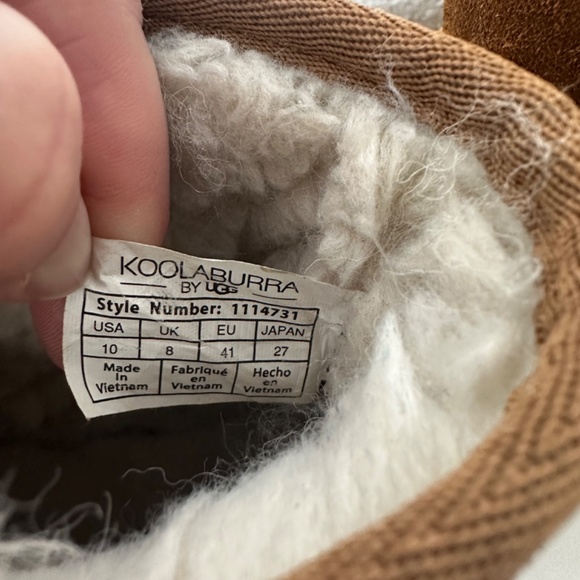 KOOLABURRA
BY UGG
Style Number: 1114731
USA UK EU JAPAN
10 8 41 27
Made in Vietnam Fabriqué en Vietnam Hecho en Vietnam